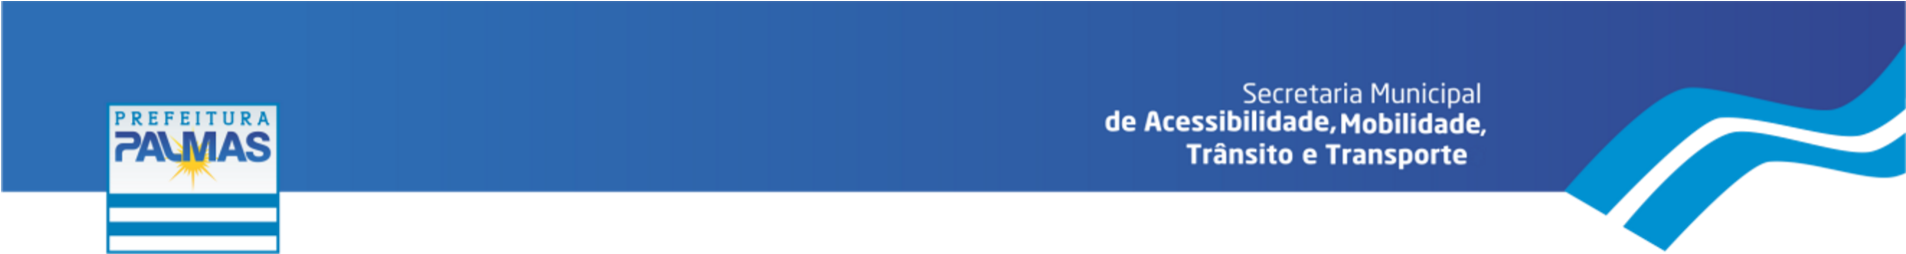 PREFEITURA
PALMAS
Secretaria Municipal
de Acessibilidade, Mobilidade,
Trânsito e Transporte